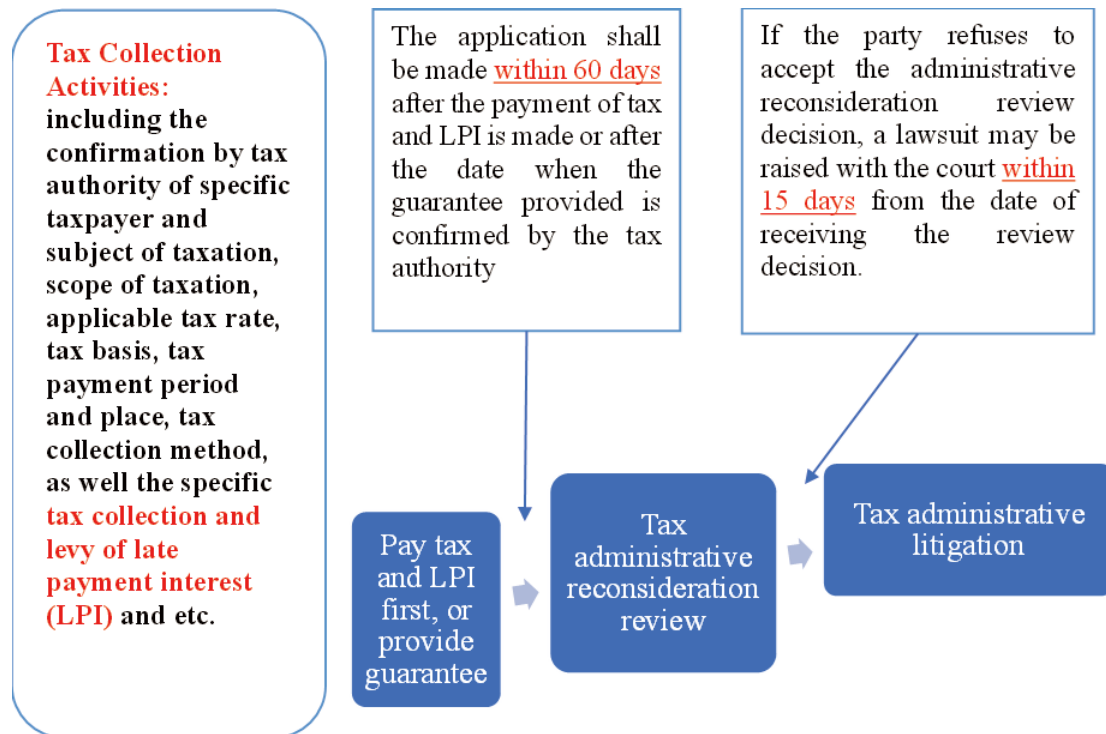 Tax Collection
Activities:
including the
confirmation by tax
authority of specific
taxpayer and
subject of taxation,
scope of taxation,
applicable tax rate,
tax basis, tax
payment period
and place, tax
collection method,
as well the specific
tax collection and
levy of late
payment interest
(LPI) and etc.
The application shall
be made within 60 days
after the payment of tax
and LPI is made or after
the date when the
guarantee provided is
confirmed by the tax
authority
If the party refuses to
accept the administrative
reconsideration review
decision, a lawsuit may be
raised with the court within
15 days from the date of
receiving the review
decision.
Pay tax
and LPI
first, or
provide
guarantee
Tax
administrative
reconsideration
review
Tax administrative
litigation